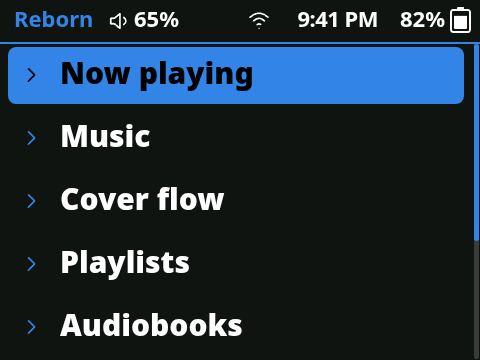 Reborn 65% 9:41 PM 82%
Now playing
Music
Cover flow
Playlists
Audiobooks